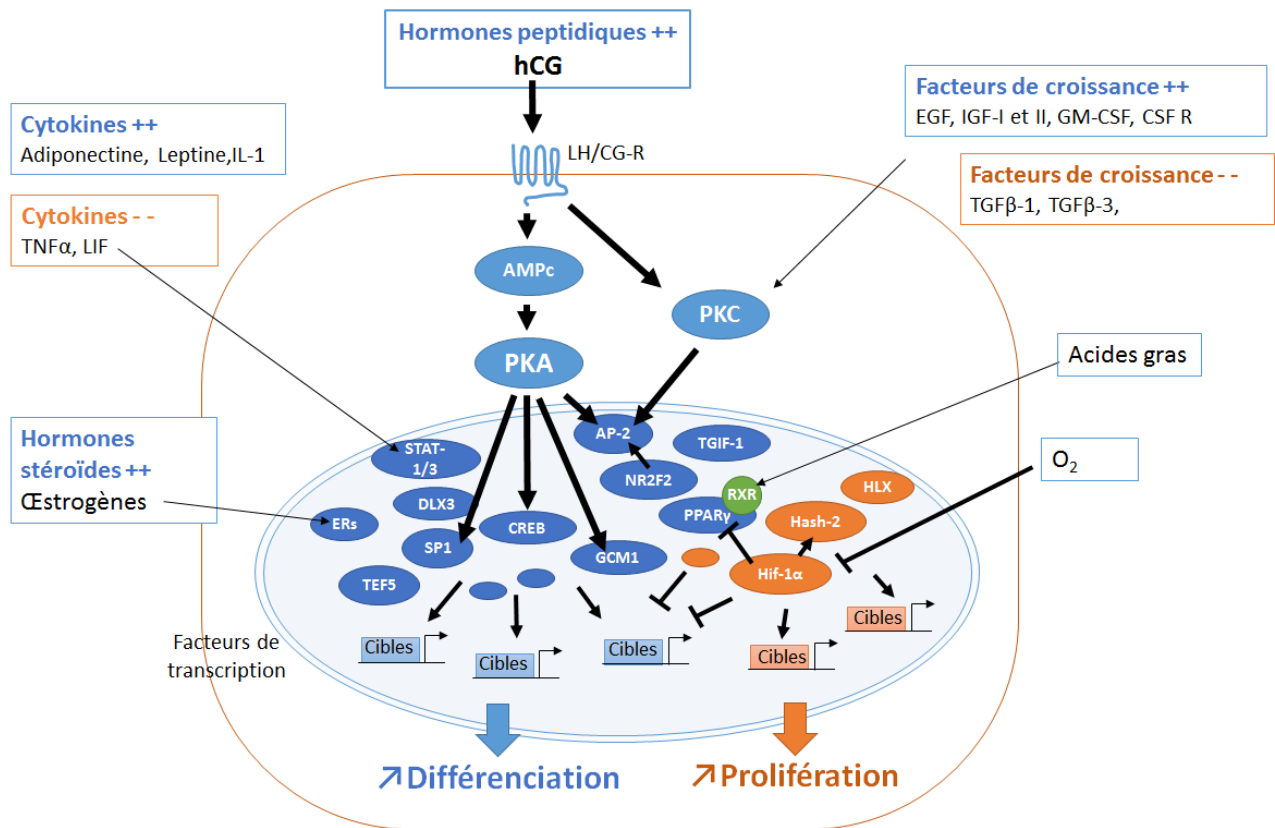 Hormones peptidiques ++
hCG
Facteurs de croissance ++
EGF, IGF-I et II, GM-CSF, CSF R
Cytokines ++
Adiponectine, Leptine,IL-1
LH/CG-R
Facteurs de croissance - -
TGFβ-1, TGFβ-3,
Cytokines - -
TNFα, LIF
AMPc
PKC
PKA
Acides gras
Hormones
stéroïdes ++
Œstrogènes
STAT-
1/3
AP-2
TGIF-1
O₂
NR2F2
RXR
HLX
DLX3
PPARγ
ERs
CREB
Hash-2
SP1
GCM1
TEF5
Hif-1α
Cibles
Cibles
Cibles
Cibles
Cibles
Facteurs de
transcription
↗Différenciation
↗Prolifération